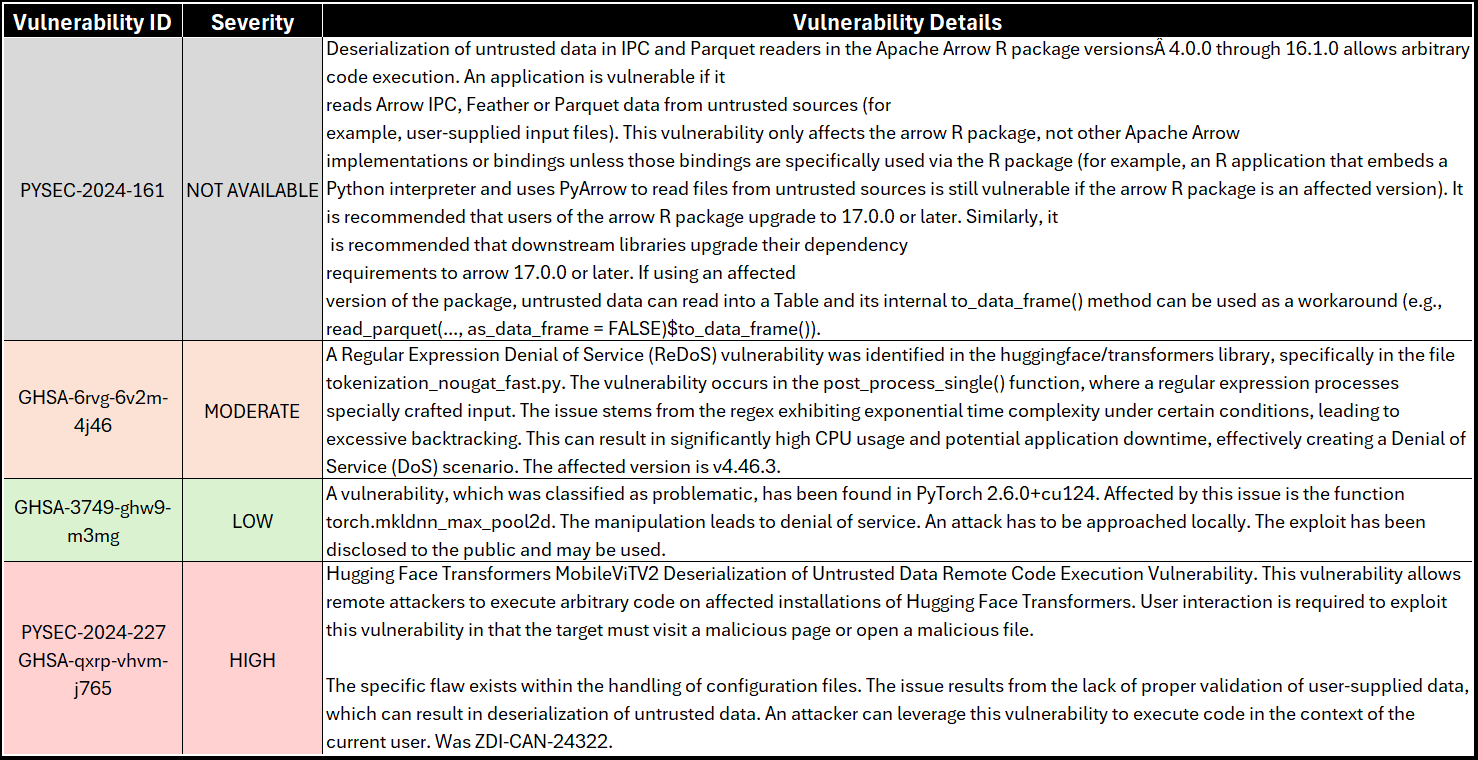 Vulnerability ID Severity Vulnerability Details
PYSEC-2024-161
NOT AVAILABLE
Deserialization of untrusted data in IPC and Parquet readers in the Apache Arrow R package versionsÂ 4.0.0 through 16.1.0 allows arbitrary
code execution. An application is vulnerable if it
reads Arrow IPC, Feather or Parquet data from untrusted sources (for
example, user-supplied input files). This vulnerability only affects the arrow R package, not other Apache Arrow
implementations or bindings unless those bindings are specifically used via the R package (for example, an R application that embeds a
Python interpreter and uses PyArrow to read files from untrusted sources is still vulnerable if the arrow R package is an affected version). It
is recommended that users of the arrow R package upgrade to 17.0.0 or later. Similarly, it
is recommended that downstream libraries upgrade their dependency
requirements to arrow 17.0.0 or later. If using an affected
version of the package, untrusted data can read into a Table and its internal to_data_frame() method can be used as a workaround (e.g.,
read_parquet(..., as_data_frame = FALSE)$to_data_frame()).
GHSA-6rvg-6v2m-
4j46
MODERATE
A Regular Expression Denial of Service (ReDoS) vulnerability was identified in the huggingface/transformers library, specifically in the file
tokenization_nougat_fast.py. The vulnerability occurs in the post_process_single() function, where a regular expression processes
specially crafted input. The issue stems from the regex exhibiting exponential time complexity under certain conditions, leading to
excessive backtracking. This can result in significantly high CPU usage and potential application downtime, effectively creating a Denial of
Service (DoS) scenario. The affected version is v4.46.3.
GHSA-3749-ghw9-
m3mg
LOW
A vulnerability, which was classified as problematic, has been found in PyTorch 2.6.0+cu124. Affected by this issue is the function
torch.mkldnn_max_pool2d. The manipulation leads to denial of service. An attack has to be approached locally. The exploit has been
disclosed to the public and may be used.
PYSEC-2024-227
GHSA-qxrp-vhvm-
j765
HIGH
Hugging Face Transformers MobileViTV2 Deserialization of Untrusted Data Remote Code Execution Vulnerability. This vulnerability allows
remote attackers to execute arbitrary code on affected installations of Hugging Face Transformers. User interaction is required to exploit
this vulnerability in that the target must visit a malicious page or open a malicious file.
The specific flaw exists within the handling of configuration files. The issue results from the lack of proper validation of user-supplied data,
which can result in deserialization of untrusted data. An attacker can leverage this vulnerability to execute code in the context of the
current user. Was ZDI-CAN-24322.